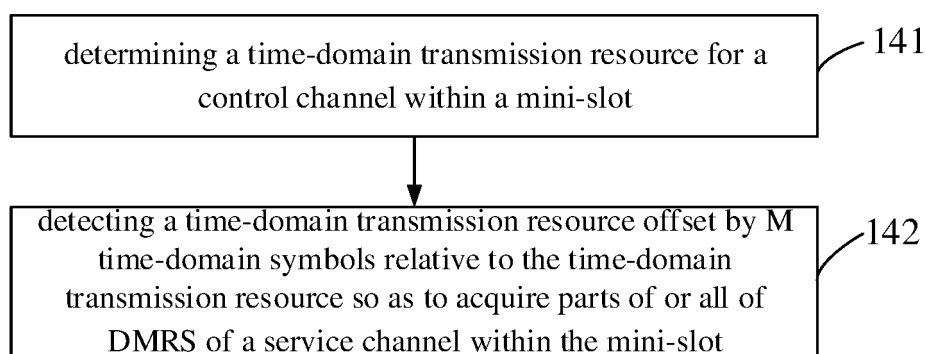 determining a time-domain transmission resource for a
control channel within a mini-slot
141
detecting a time-domain transmission resource offset by M
time-domain symbols relative to the time-domain
transmission resource so as to acquire parts of or all of
DMRS of a service channel within the mini-slot
142